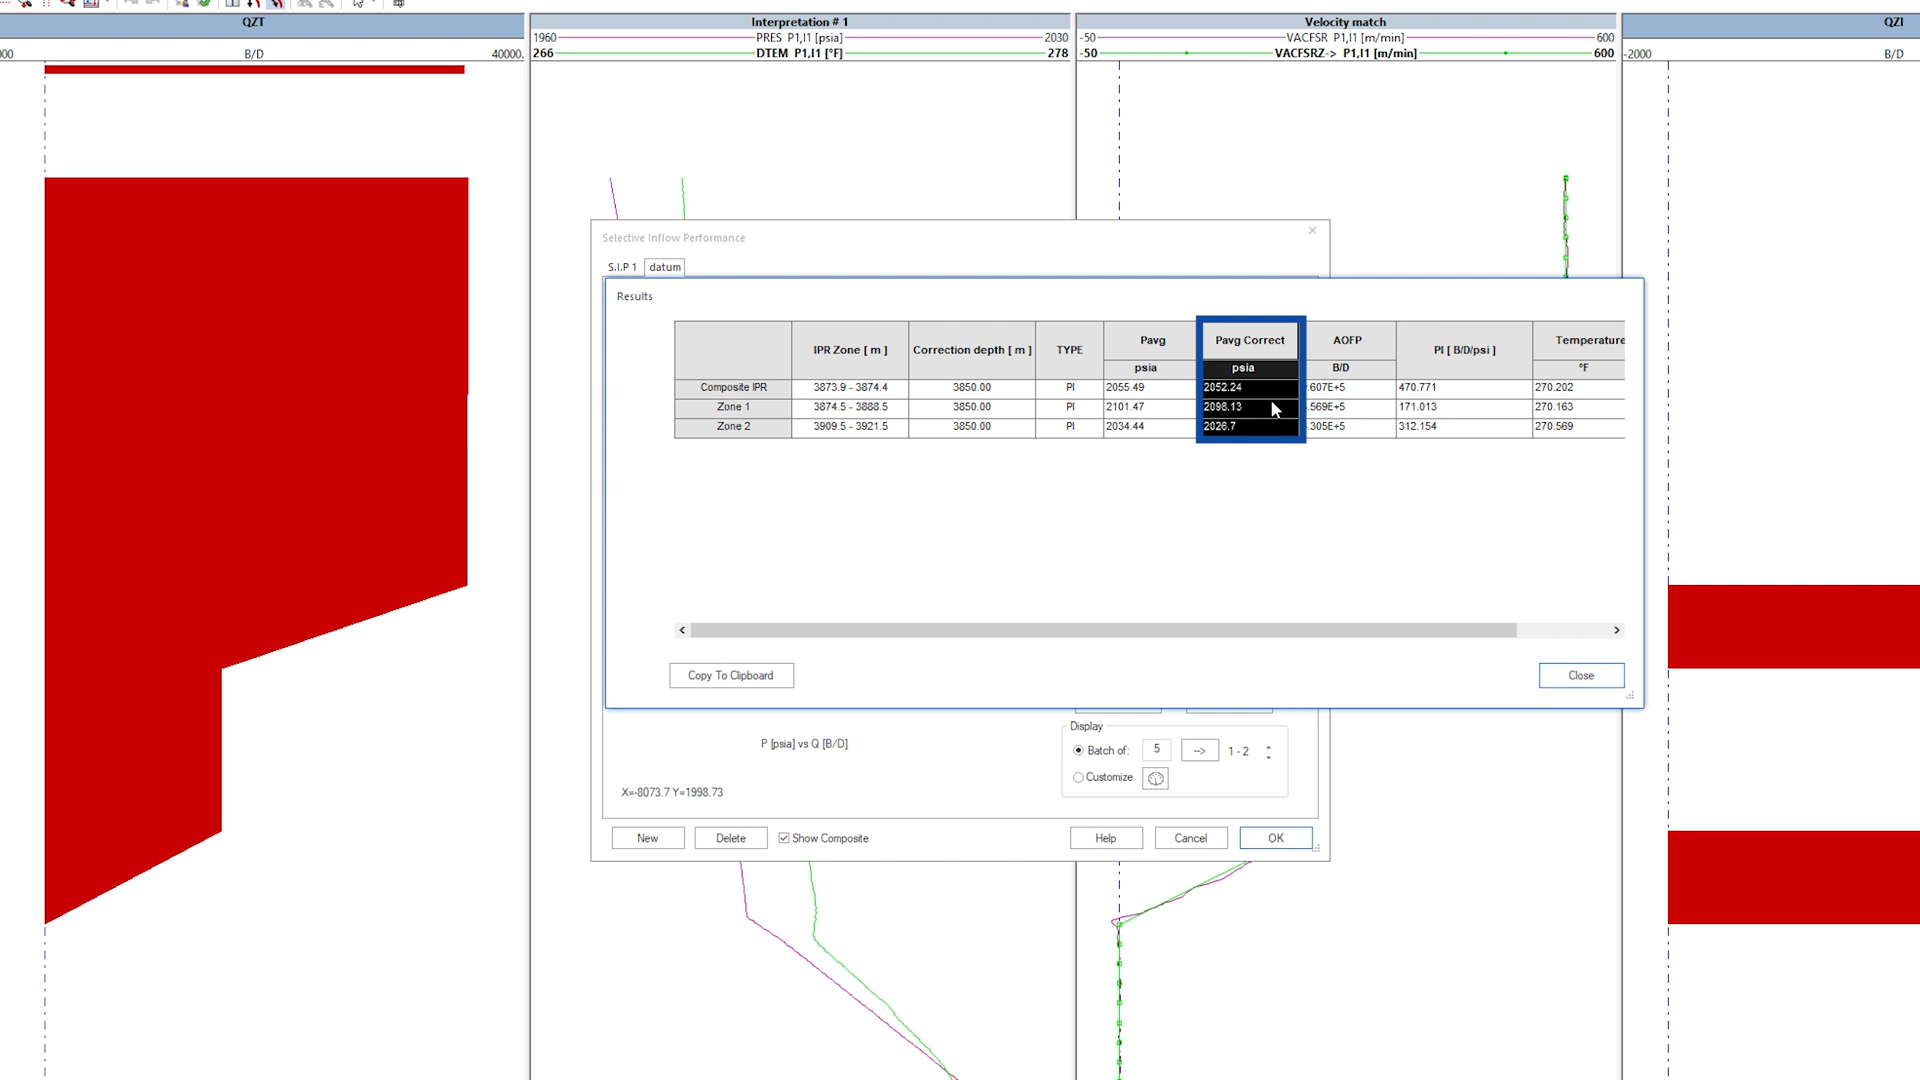 QZT
000 B/D 40000.
Interpretation # 1
1960 PRES P1,I1 [psia] 2030
266 DTEM P1,I1 [°F] 278
Velocity match
-50 VACFSR P1,I1 [m/min] 600
-50 VACFSRZ-> P1,I1 [m/min] 600
QZI
-2000 B/D
Selective Inflow Performance
S.I.P 1 datum
Results
IPR Zone [ m ] Correction depth [ m ] TYPE Pavg Pavg Correct AOFP PI [ B/D/psi ] Temperature
psia psia B/D °F
Composite IPR 3873.9 - 3874.4 3850.00 PI 2055.49 2052.24 .607E+5 470.771 270.202
Zone 1 3874.5 - 3888.5 3850.00 PI 2101.47 2098.13 .569E+5 171.013 270.163
Zone 2 3909.5 - 3921.5 3850.00 PI 2034.44 2026.7 .305E+5 312.154 270.569
Copy To Clipboard Close
Display
P [psia] vs Q [B/D]
Batch of: 5 --> 1 - 2
Customize
X=-8073.7 Y=1998.73
New Delete Show Composite Help Cancel OK